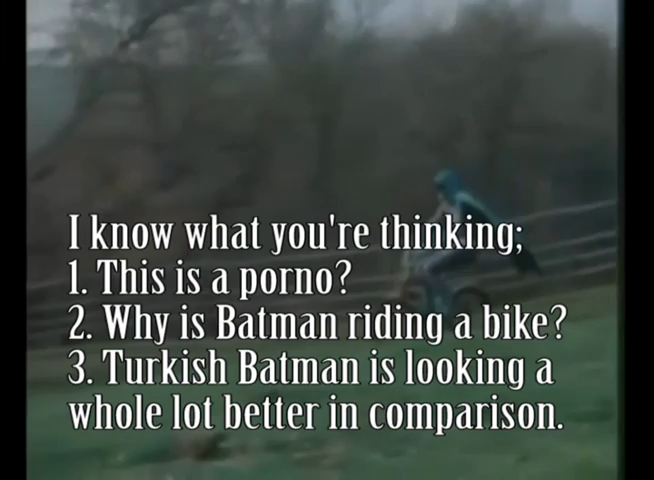 I know what you're thinking;
1. This is a porno?
2. Why is Batman riding a bike?
3. Turkish Batman is looking a
whole lot better in comparison.